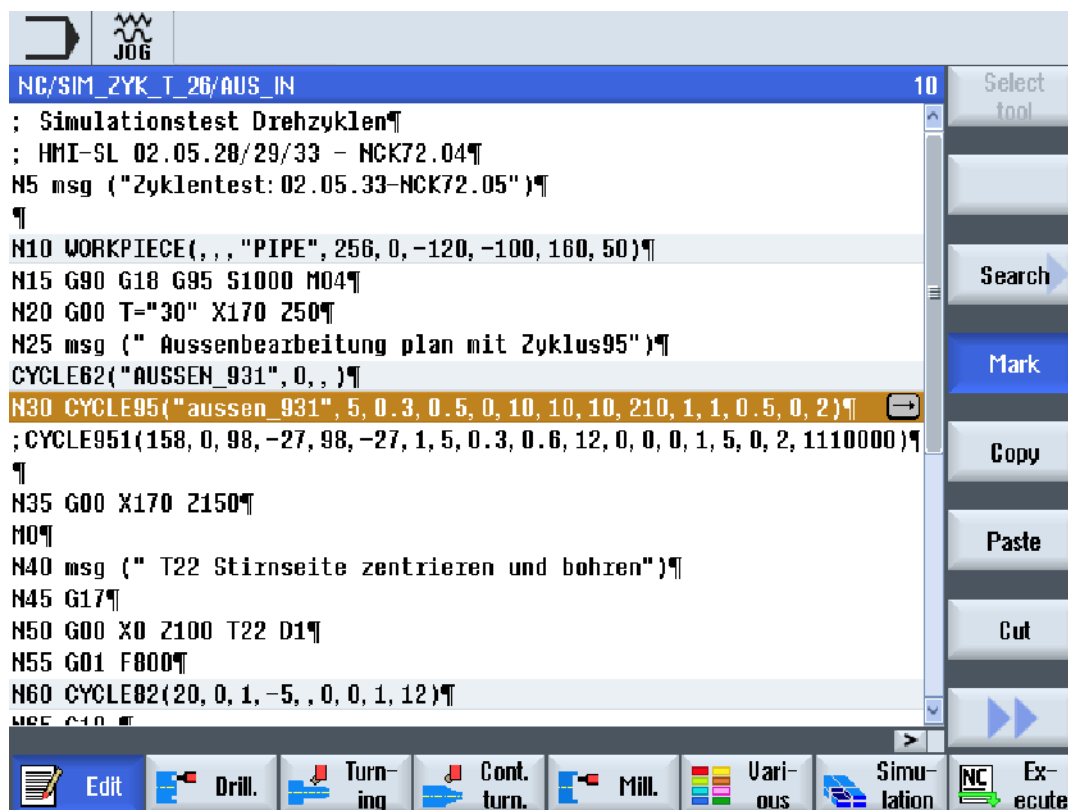 JOG
NC/SIM_ZYK_T_26/AUS_IN 10
; Simulationstest Drehzyklen¶
; HMI-SL 02.05.28/29/33 - NCK72.04¶
N5 msg ("Zyklentest:02.05.33-NCK72.05")¶
¶
N10 WORKPIECE(,,,"PIPE",256,0,-120,-100,160,50)¶
N15 G90 G18 G95 S1000 M04¶
N20 G00 T="30" X170 Z50¶
N25 msg (" Aussenbearbeitung plan mit Zyklus95")¶
CYCLE62("AUSSEN_931",0,,)¶
N30 CYCLE95("aussen_931",5,0.3,0.5,0,10,10,10,210,1,1,0.5,0,2)¶
;CYCLE951(158,0,98,-27,98,-27,1,5,0.3,0.6,12,0,0,0,1,5,0,2,1110000)¶
¶
N35 G00 X170 Z150¶
M0¶
N40 msg (" T22 Stirnseite zentrieren und bohren")¶
N45 G17¶
N50 G00 X0 Z100 T22 D1¶
N55 G01 F800¶
N60 CYCLE82(20,0,1,-5,,0,0,1,12)¶
Select
tool
Search
Mark
Copy
Paste
Cut
Edit
Drill.
Turn-
ing
Cont.
turn.
Mill.
Vari-
ous
Simu-
lation
NC
Ex-
ecute